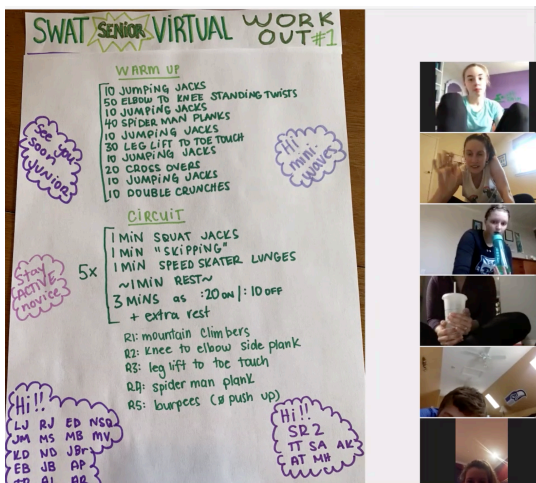 SWAT SENIOR VIRTUAL WORK OUT #1
WARM UP
10 JUMPING JACKS
50 ELBOW TO KNEE STANDING TWISTS
10 JUMPING JACKS
40 SPIDER MAN PLANKS
10 JUMPING JACKS
30 LEG LIFT TO TOE TOUCH
10 JUMPING JACKS
20 CROSS OVERS
10 JUMPING JACKS
10 DOUBLE CRUNCHES
See you
soon
JUNIOR
Hi
mini-
waves
CIRCUIT
5x
1 MIN SQUAT JACKS
1 MIN "SKIPPING"
1 MIN SPEED SKATER LUNGES
~1 MIN REST~
3 MINS as :20 ON | :10 OFF
+ extra rest
Stay
ACTIVE
novice
R1: mountain climbers
R2: Knee to elbow side plank
R3: leg lift to toe touch
R4: spider man plank
R5: burpees (Ø push up)
Hi!!
LJ RJ ED NSR
JM MS MB MV
KD ND JBr
EB JB AP
AL AR
Hi!!
SR2
TT SA AK
AT MH